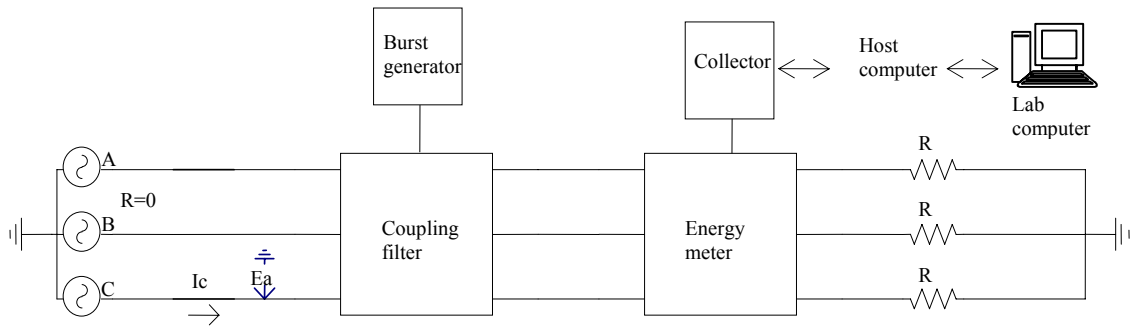 Burst
generator
Collector
Host
computer
Lab
computer
A
R=0
B
C
Ic
Ea
Coupling
filter
Energy
meter
R
R
R